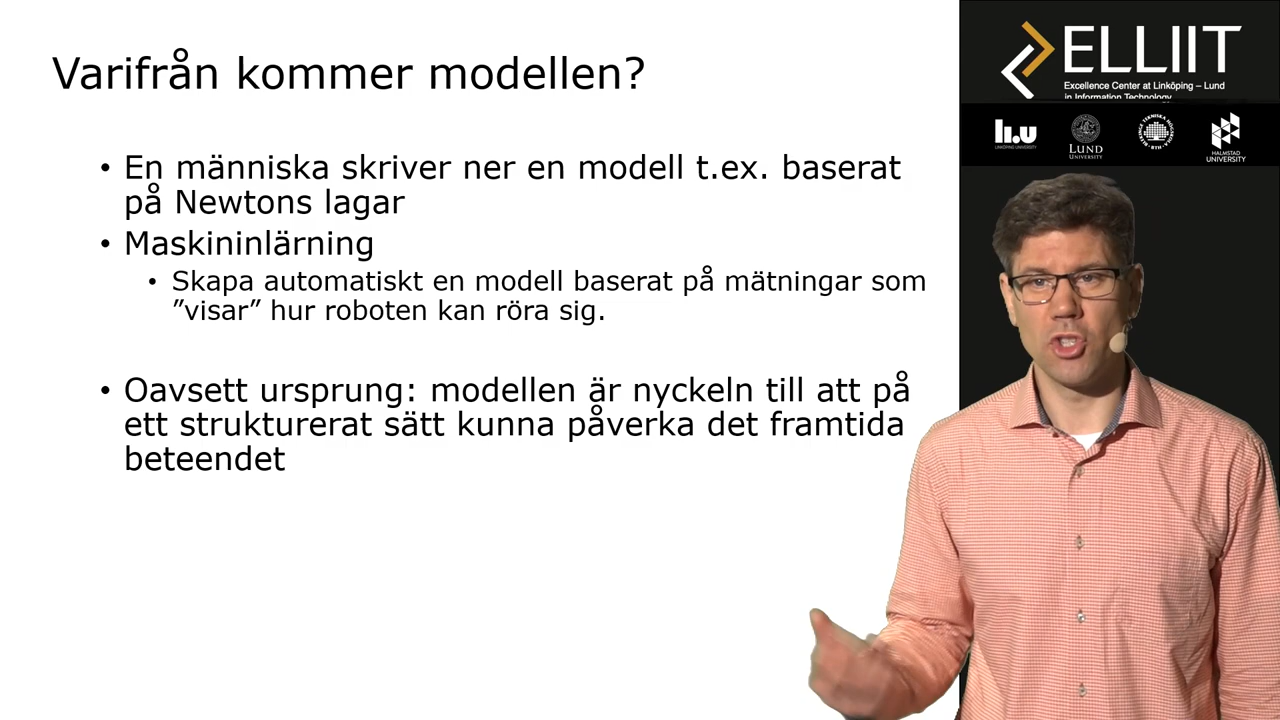 Varifrån kommer modellen?
• En människa skriver ner en modell t.ex. baserat
på Newtons lagar
• Maskininlärning
• Skapa automatiskt en modell baserat på mätningar som
”visar” hur roboten kan röra sig.
• Oavsett ursprung: modellen är nyckeln till att på
ett strukturerat sätt kunna påverka det framtida
beteendet
ELLIIT
Excellence Center at Linköping – Lund
in Information Technology
li.u
LINKÖPING UNIVERSITY
LUND
UNIVERSITY
HALMSTAD
UNIVERSITY